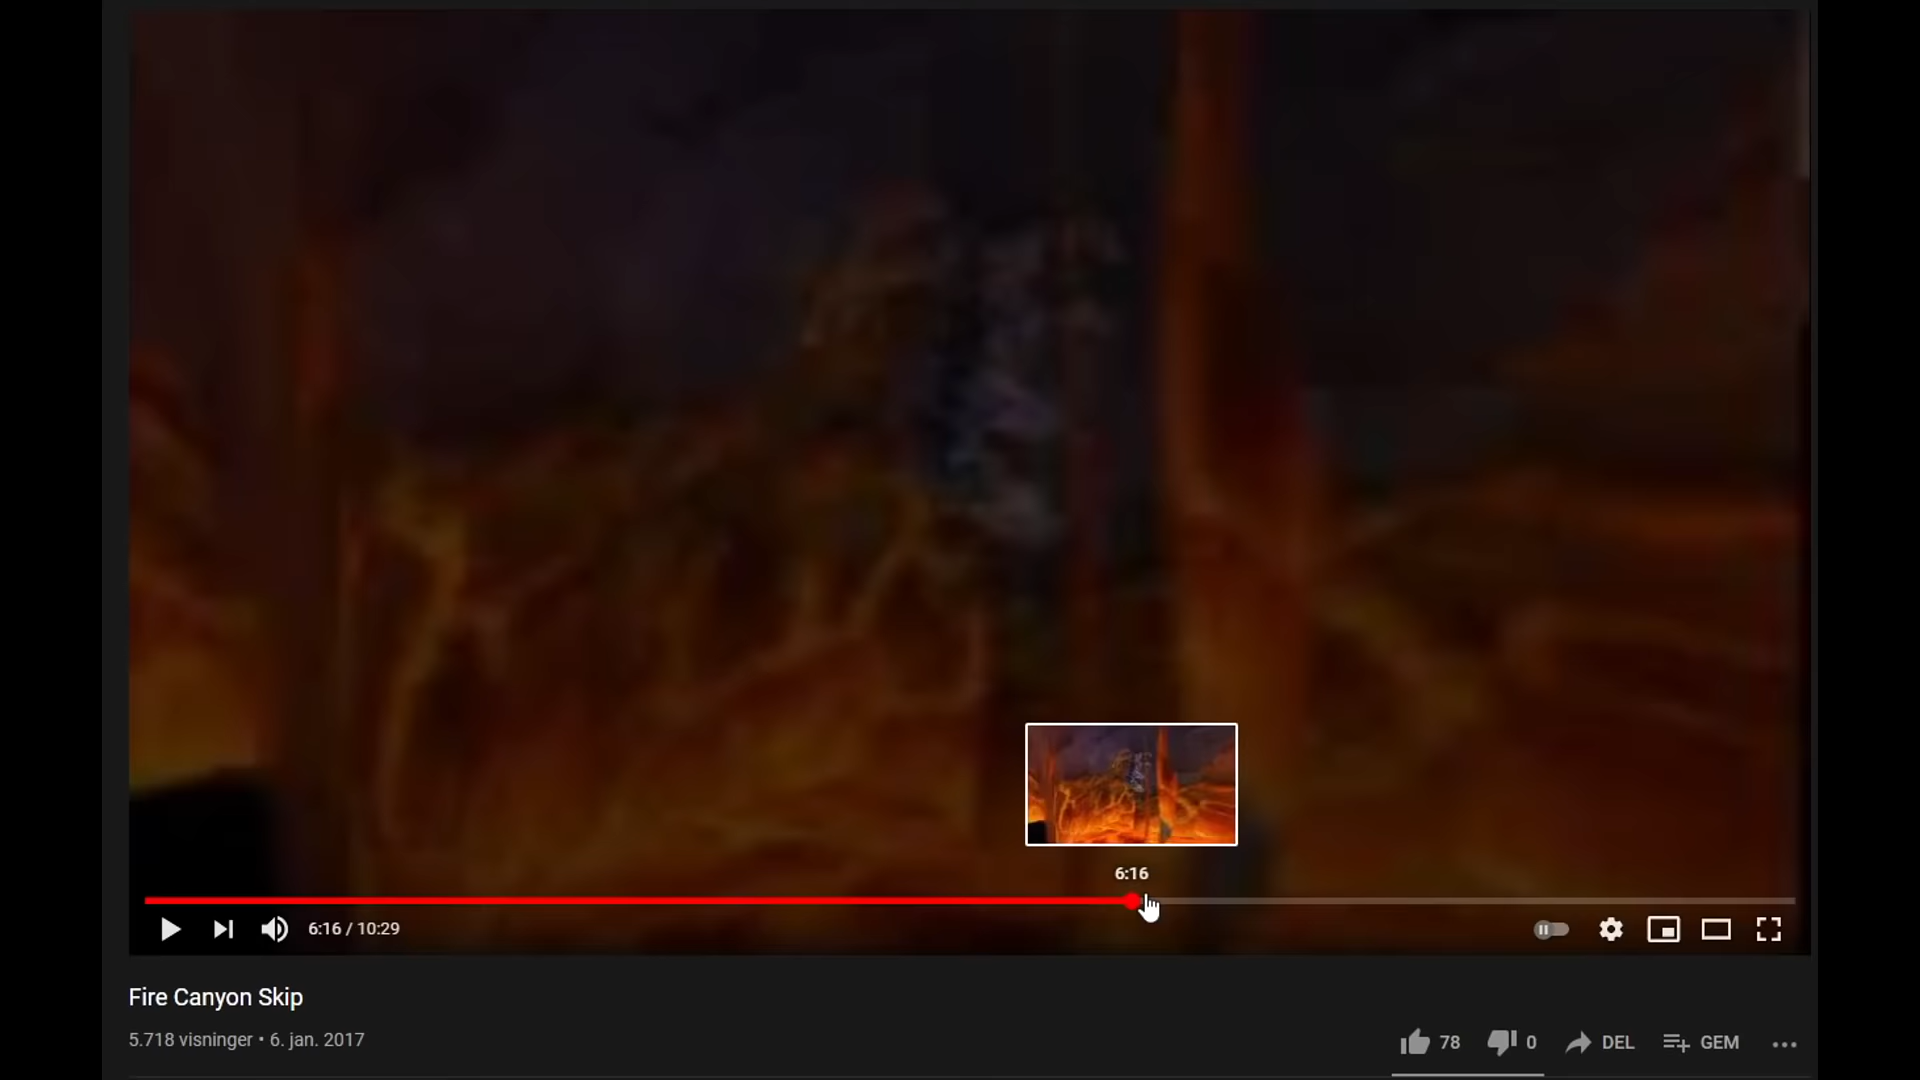 6:16
6:16 / 10:29
Fire Canyon Skip
5.718 visninger • 6. jan. 2017
78
0
DEL
GEM